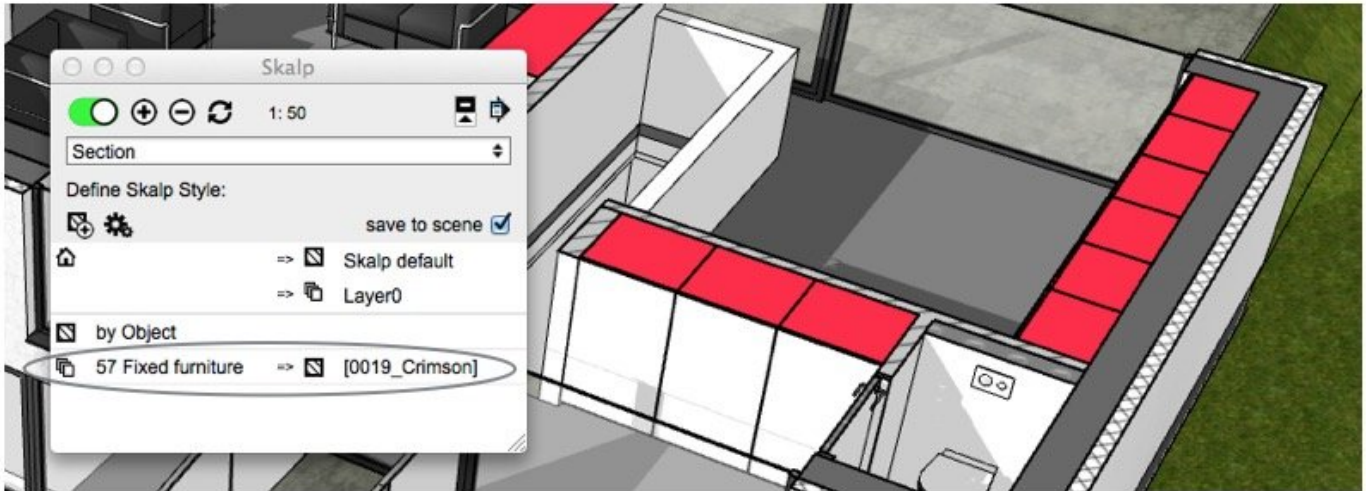 Skalp
1: 50
Section
Define Skalp Style:
save to scene
=> Skalp default
=> Layer0
by Object
57 Fixed furniture => [0019_Crimson]